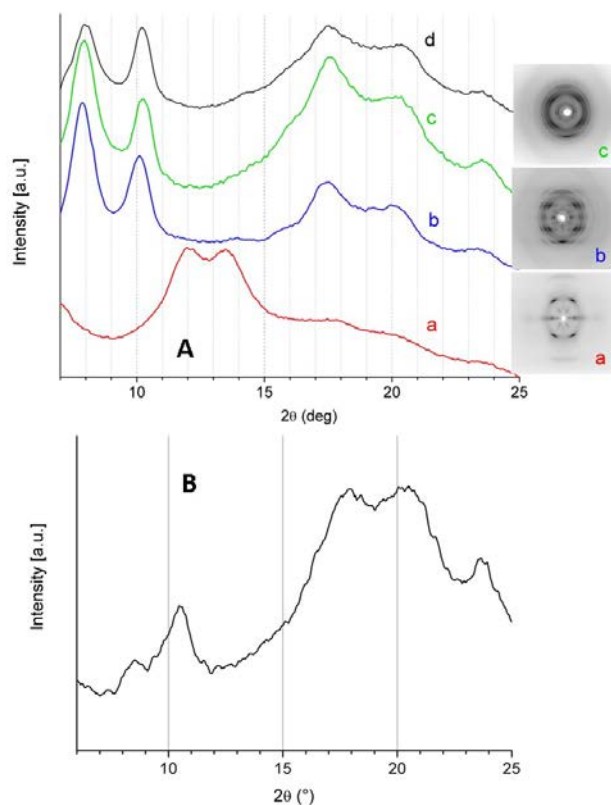 d
c
b
a
A
Intensity [a.u.]
10
15
20
25
2θ (deg)
c
b
a
B
Intensity [a.u.]
10
15
20
25
2θ (°)